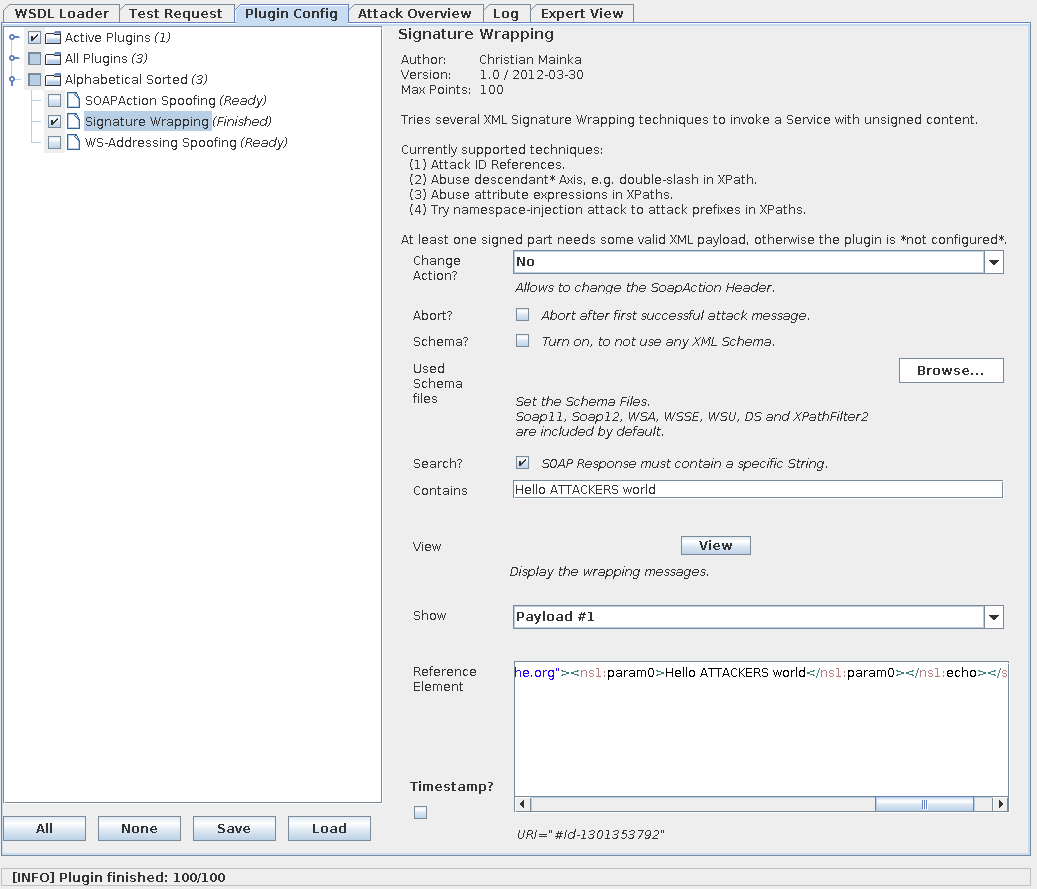 WSDL Loader Test Request Plugin Config Attack Overview Log Expert View
Active Plugins (1)
All Plugins (3)
Alphabetical Sorted (3)
SOAPAction Spoofing (Ready)
Signature Wrapping (Finished)
WS-Addressing Spoofing (Ready)
All None Save Load
Signature Wrapping
Author: Christian Mainka
Version: 1.0 / 2012-03-30
Max Points: 100
Tries several XML Signature Wrapping techniques to invoke a Service with unsigned content.
Currently supported techniques:
(1) Attack ID References.
(2) Abuse descendant* Axis, e.g. double-slash in XPath.
(3) Abuse attribute expressions in XPaths.
(4) Try namespace-injection attack to attack prefixes in XPaths.
At least one signed part needs some valid XML payload, otherwise the plugin is *not configured*.
Change
Action?
No
Allows to change the SoapAction Header.
Abort? Abort after first successful attack message.
Schema? Turn on, to not use any XML Schema.
Used
Schema
files
Browse...
Set the Schema Files.
Soap11, Soap12, WSA, WSSE, WSU, DS and XPathFilter2
are included by default.
Search? SOAP Response must contain a specific String.
Contains Hello ATTACKERS world
View View
Display the wrapping messages.
Show Payload #1
Reference
Element
he.org"><ns1:param0>Hello ATTACKERS world</ns1:param0></ns1:echo></s
Timestamp?
URI="#Id-1301353792"
[INFO] Plugin finished: 100/100